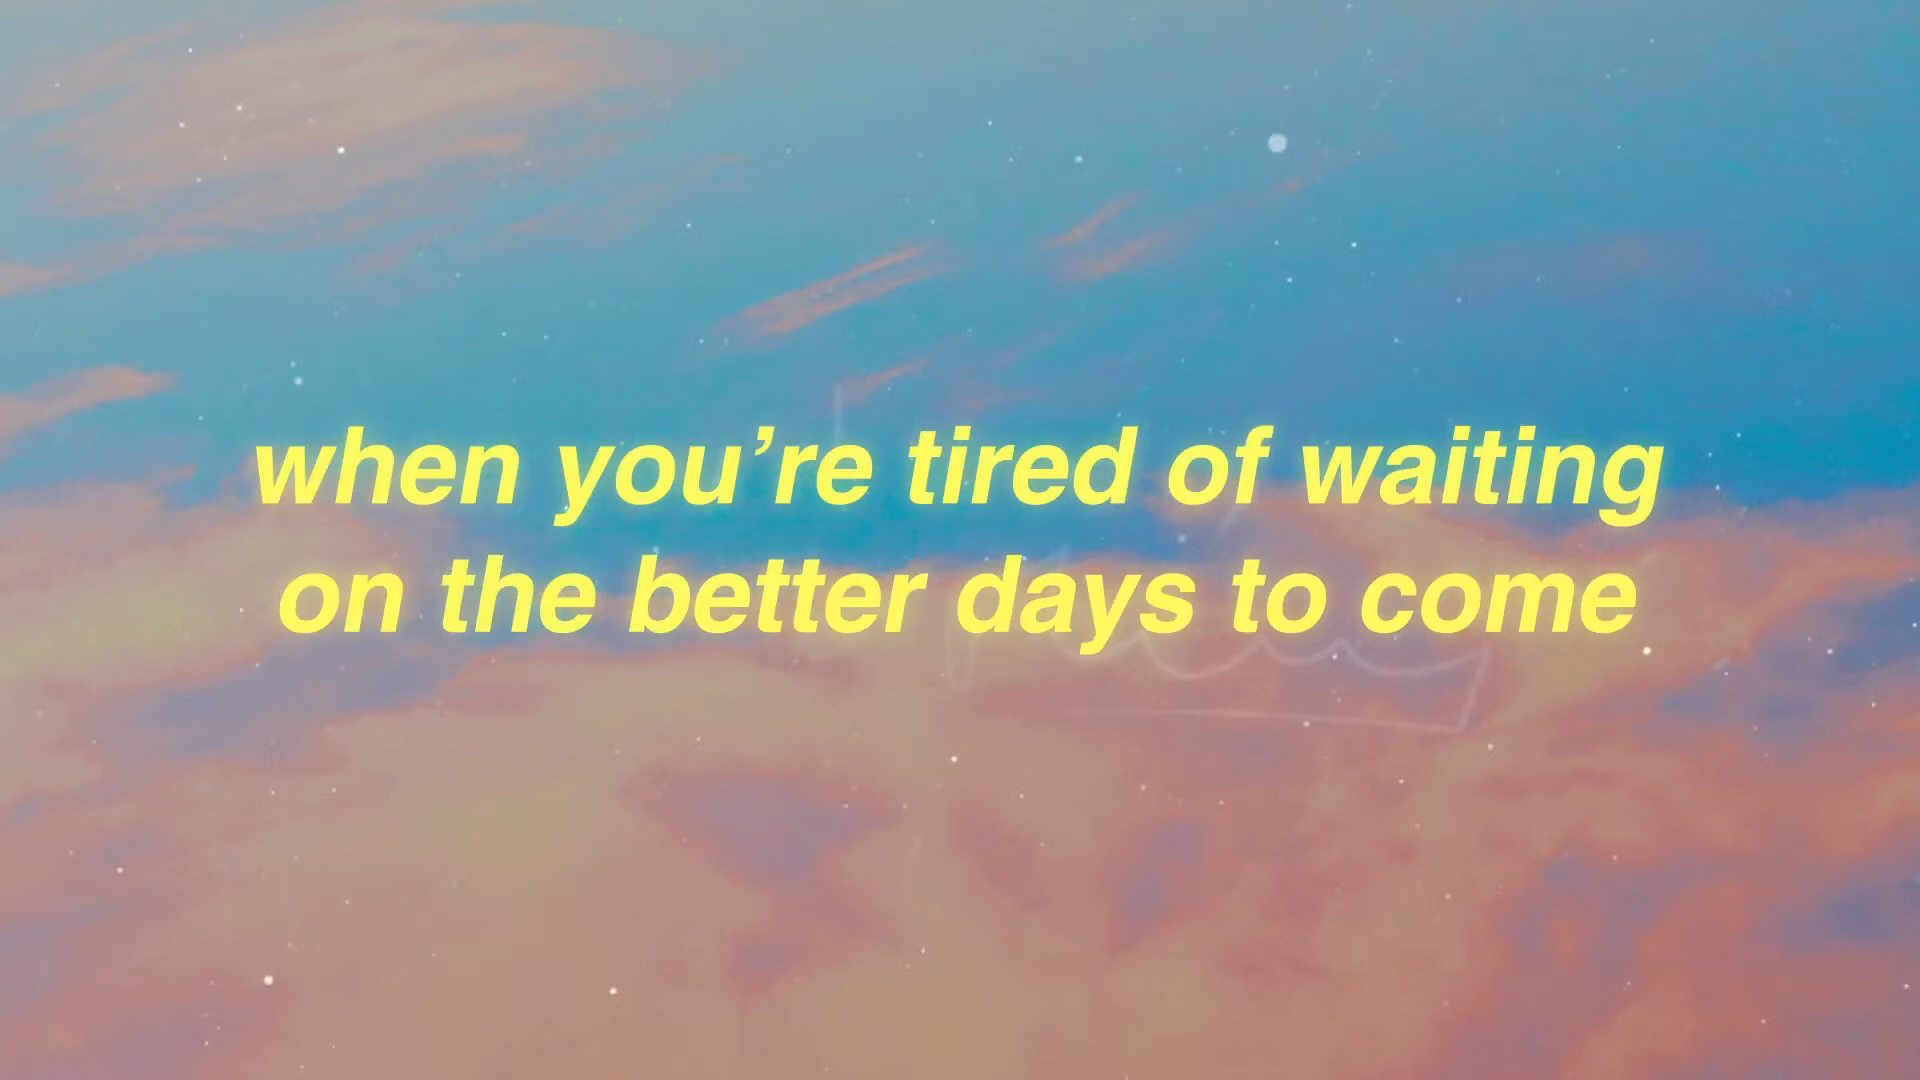 when you’re tired of waiting
on the better days to come